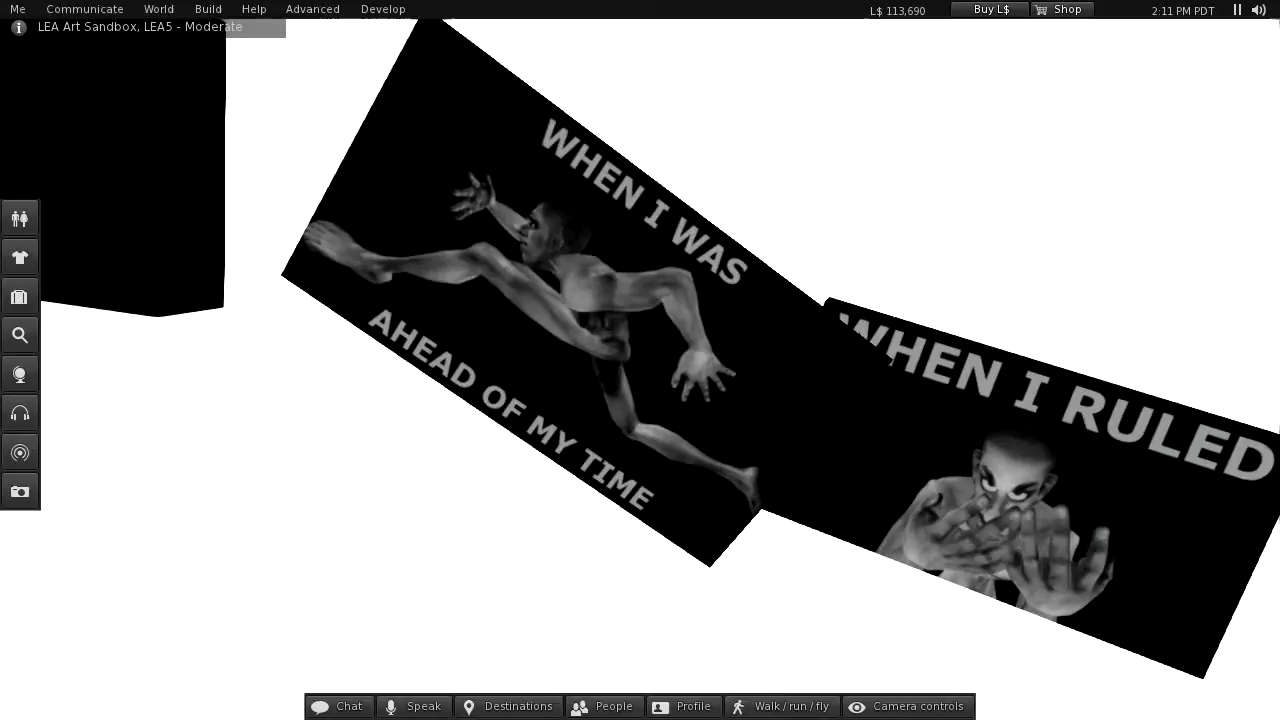 Me Communicate World Build Help Advanced Develop L$ 113,690 Buy L$ Shop 2:11 PM PDT
LEA Art Sandbox, LEA5 - Moderate
WHEN I WAS
AHEAD OF MY TIME
WHEN I RULED
Chat Speak Destinations People Profile Walk / run / fly Camera controls